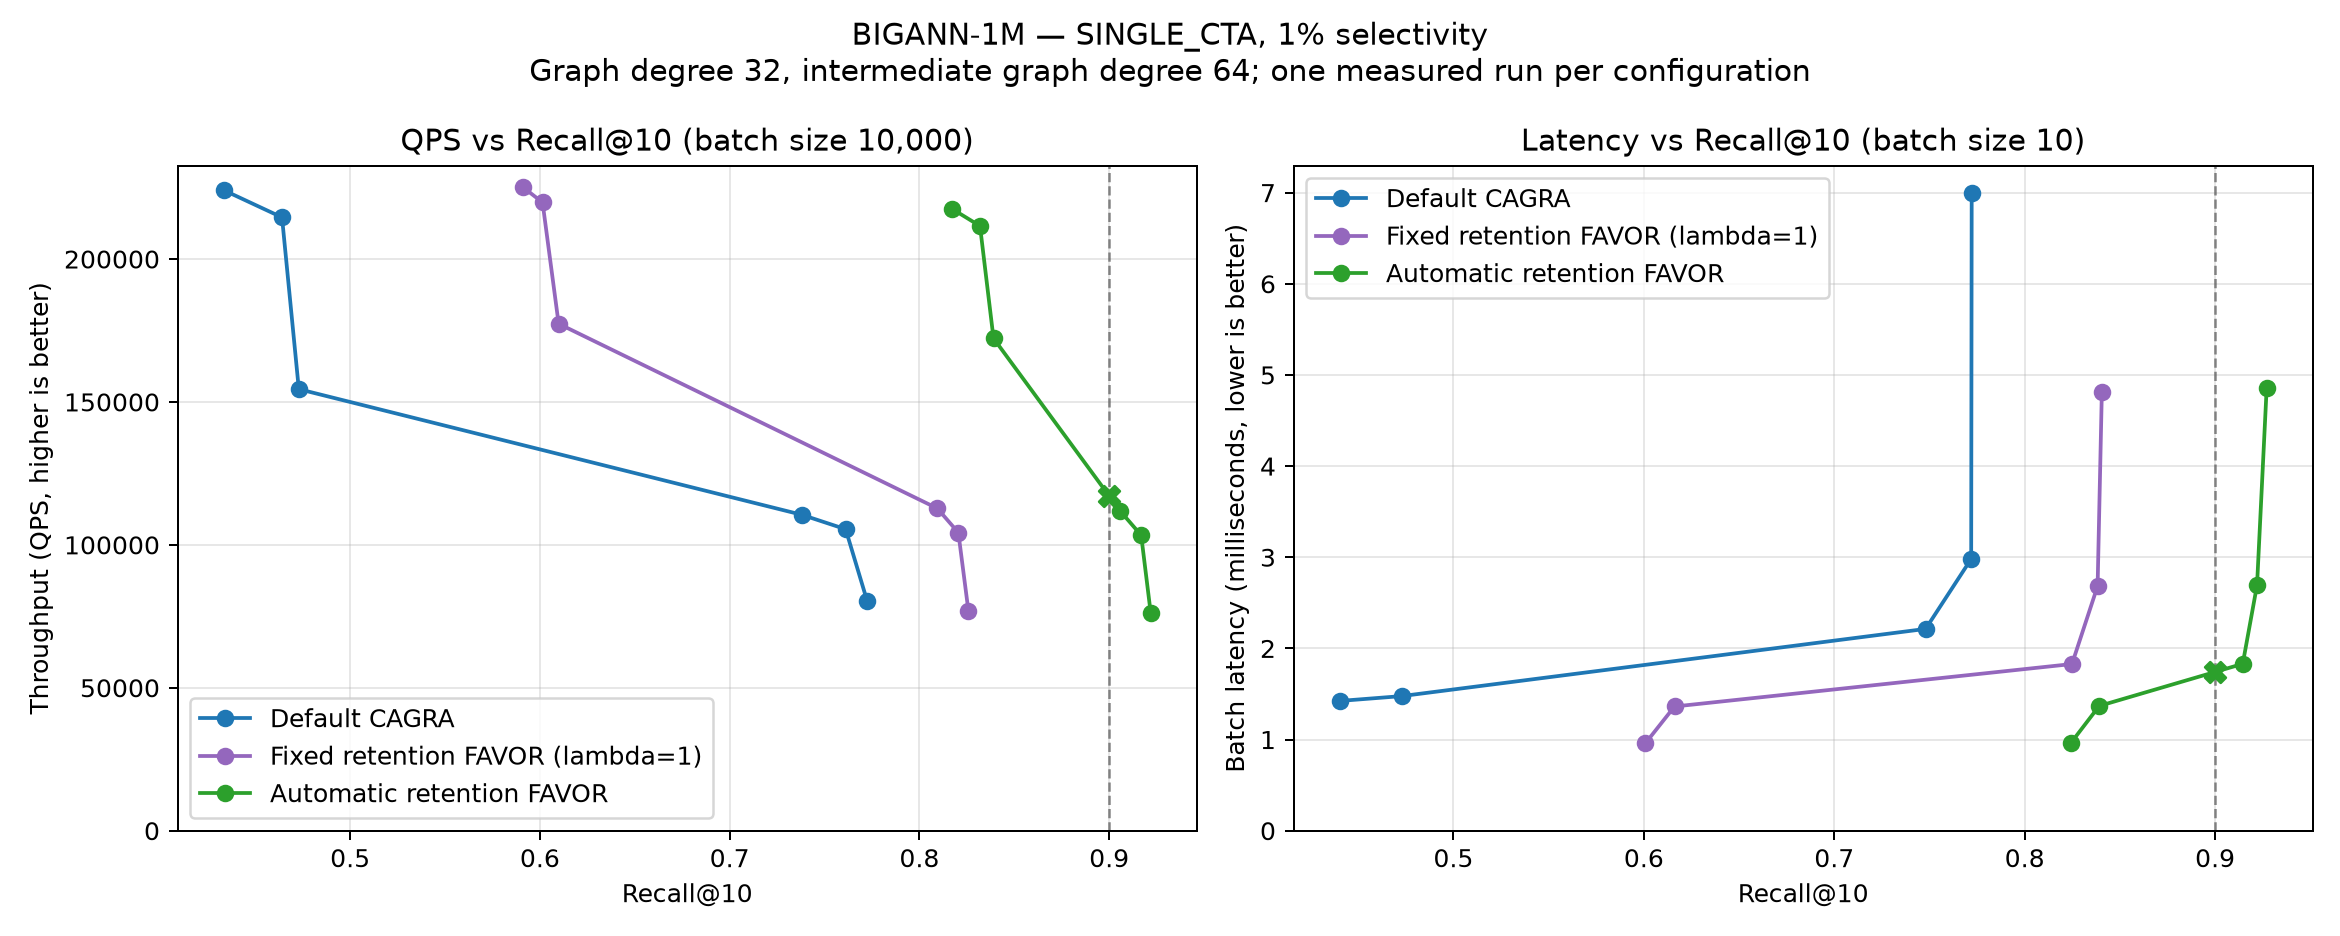 BIGANN-1M — SINGLE_CTA, 1% selectivity
Graph degree 32, intermediate graph degree 64; one measured run per configuration
QPS vs Recall@10 (batch size 10,000)
Throughput (QPS, higher is better)
200000
150000
100000
50000
0
Default CAGRA
Fixed retention FAVOR (lambda=1)
Automatic retention FAVOR
0.5
0.6
0.7
0.8
0.9
Recall@10
Latency vs Recall@10 (batch size 10)
Batch latency (milliseconds, lower is better)
7
6
5
4
3
2
1
0
Default CAGRA
Fixed retention FAVOR (lambda=1)
Automatic retention FAVOR
0.5
0.6
0.7
0.8
0.9
Recall@10